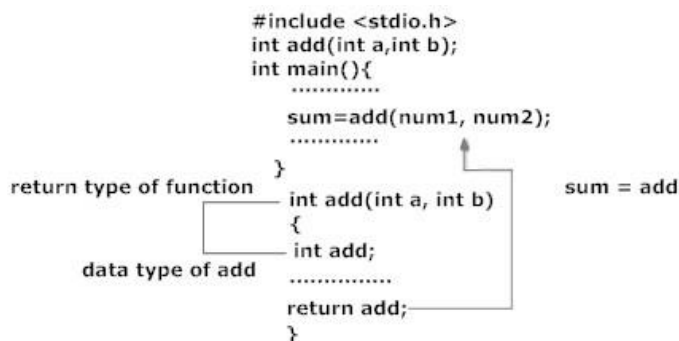 #include <stdio.h>
int add(int a,int b);
int main(){
.............
sum=add(num1, num2);
.............
}
return type of function
sum = add
int add(int a, int b)
{
int add;
data type of add
...............
return add;
}